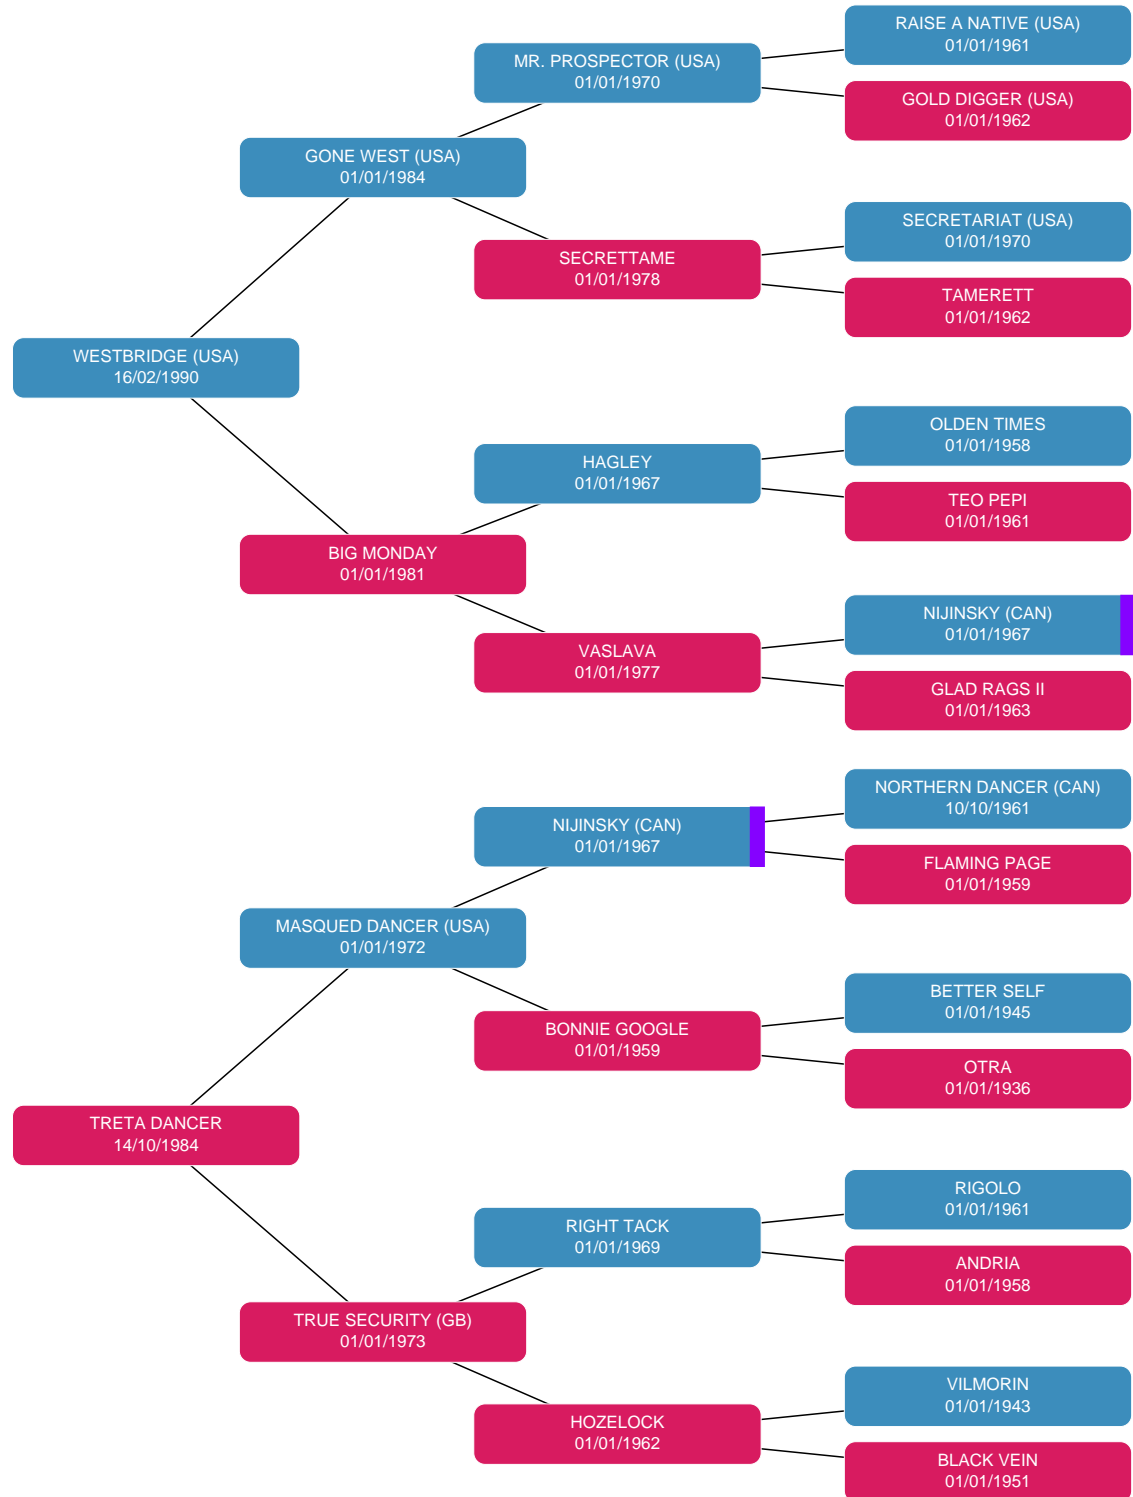 RAISE A NATIVE (USA)
01/01/1961
MR. PROSPECTOR (USA)
01/01/1970
GOLD DIGGER (USA)
01/01/1962
GONE WEST (USA)
01/01/1984
SECRETARIAT (USA)
01/01/1970
SECRETTAME
01/01/1978
TAMERETT
01/01/1962
WESTBRIDGE (USA)
16/02/1990
OLDEN TIMES
01/01/1958
HAGLEY
01/01/1967
TEO PEPI
01/01/1961
BIG MONDAY
01/01/1981
NIJINSKY (CAN)
01/01/1967
VASLAVA
01/01/1977
GLAD RAGS II
01/01/1963
NORTHERN DANCER (CAN)
10/10/1961
NIJINSKY (CAN)
01/01/1967
FLAMING PAGE
01/01/1959
MASQUED DANCER (USA)
01/01/1972
BETTER SELF
01/01/1945
BONNIE GOOGLE
01/01/1959
OTRA
01/01/1936
TRETA DANCER
14/10/1984
RIGOLO
01/01/1961
RIGHT TACK
01/01/1969
ANDRIA
01/01/1958
TRUE SECURITY (GB)
01/01/1973
VILMORIN
01/01/1943
HOZELOCK
01/01/1962
BLACK VEIN
01/01/1951